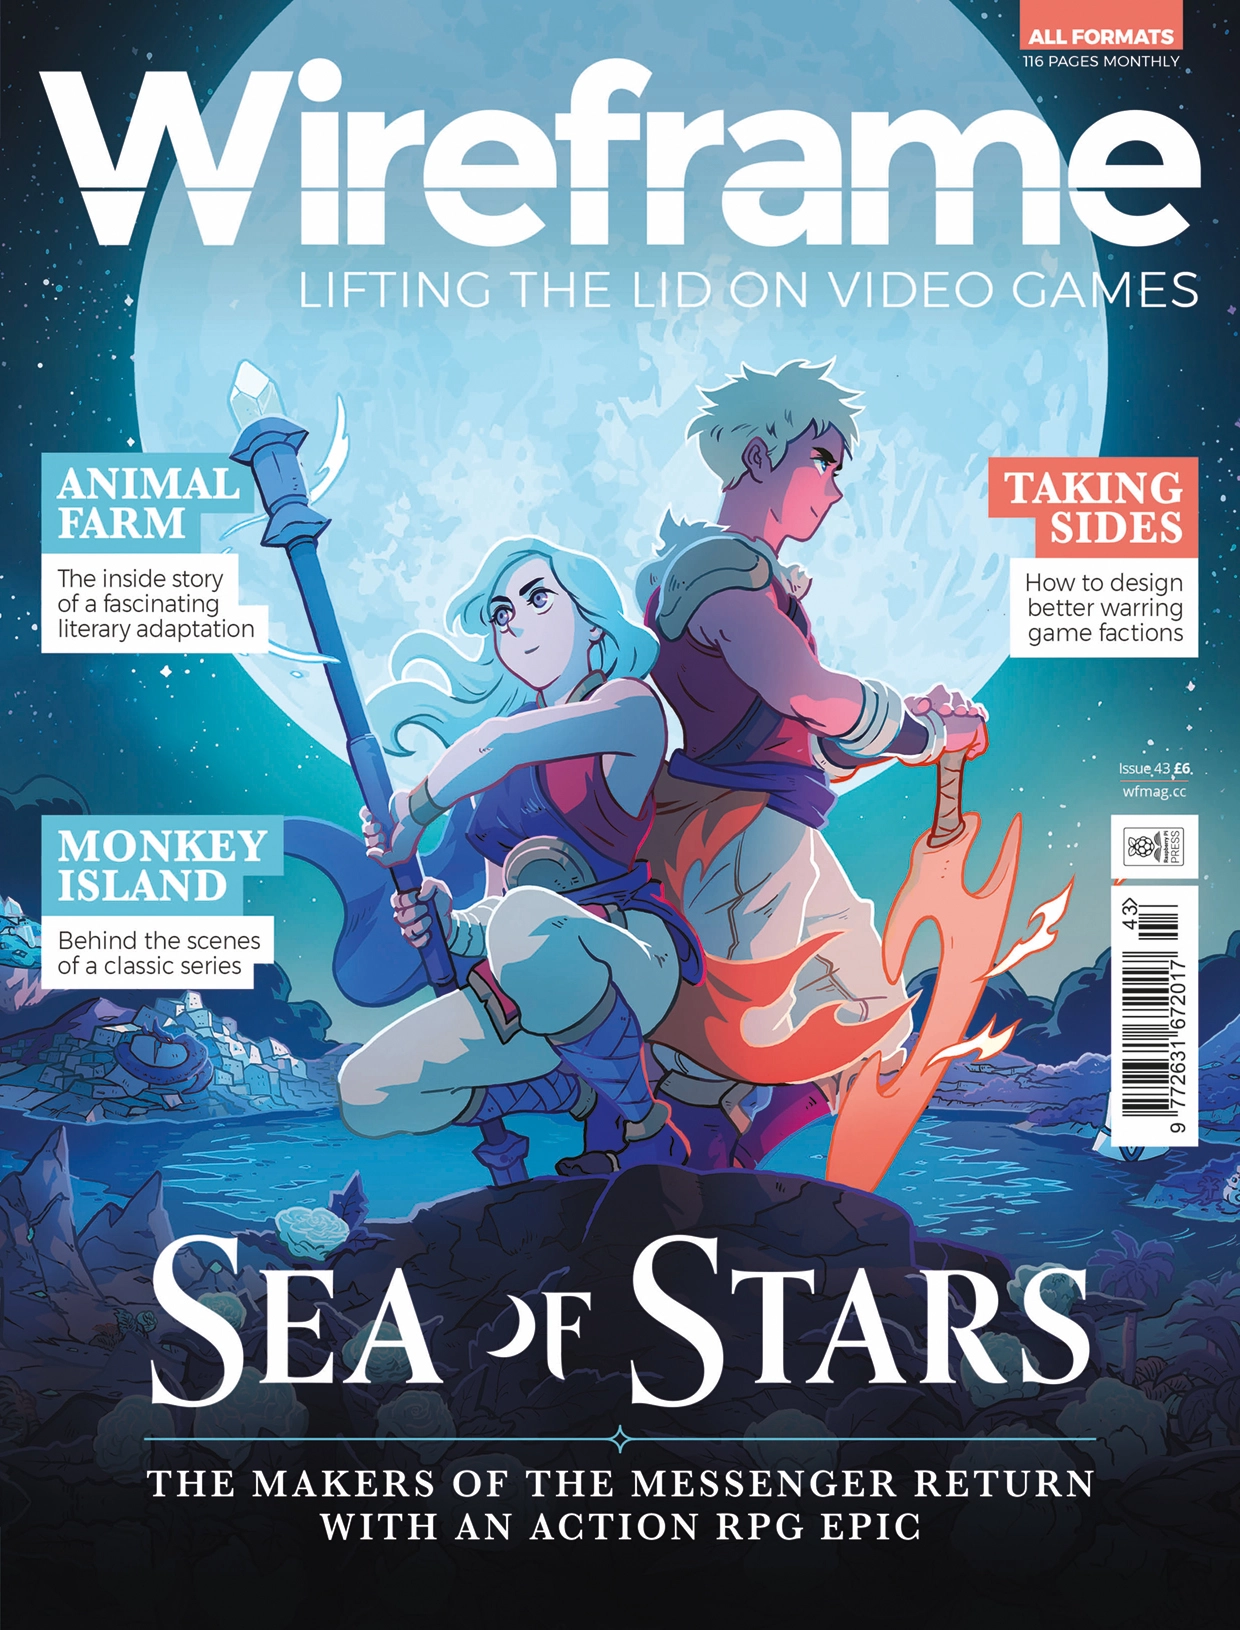 ALL FORMATS
116 PAGES MONTHLY
Wireframe
LIFTING THE LID ON VIDEO GAMES
ANIMAL
FARM
The inside story
of a fascinating
literary adaptation
TAKING
SIDES
How to design
better warring
game factions
MONKEY
ISLAND
Behind the scenes
of a classic series
Issue 43 £6
wfmag.cc
Raspberry Pi
PRESS
43>
9 772631 672017
SEA OF STARS
THE MAKERS OF THE MESSENGER RETURN
WITH AN ACTION RPG EPIC